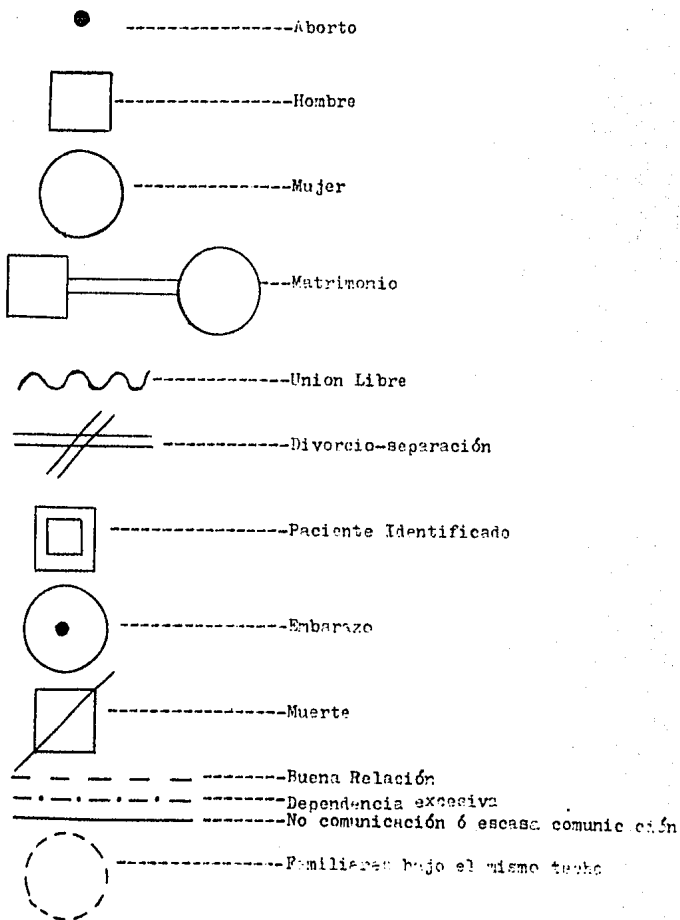 Aborto
Hombre
Mujer
Matrimonio
Union Libre
Divorcio-separación
Paciente Identificado
Embarazo
Muerte
Buena Relación
Dependencia excesiva
No comunicación ó escasa comunicación
Familiares bajo el mismo techo